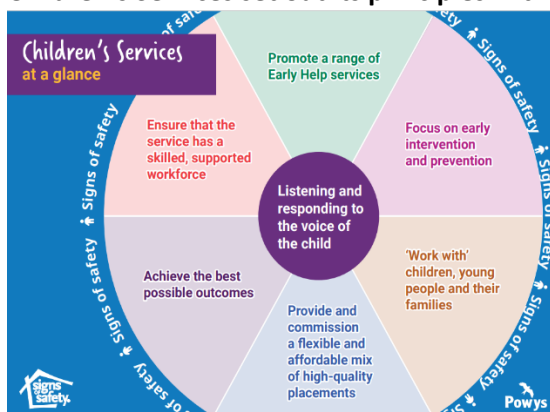 Children's Services
at a glance
Promote a range of
Early Help services
Focus on early
intervention
and prevention
'Work with'
children, young
people and their
families
Provide and
commission
a flexible and
affordable mix
of high-quality
placements
Achieve the best
possible outcomes
Ensure that the
service has a
skilled, supported
workforce
Listening and
responding to
the voice of
the child
Signs of safety
Signs of safety
Signs of safety
Signs of safety
Signs of safety
signs of safety.
Powys